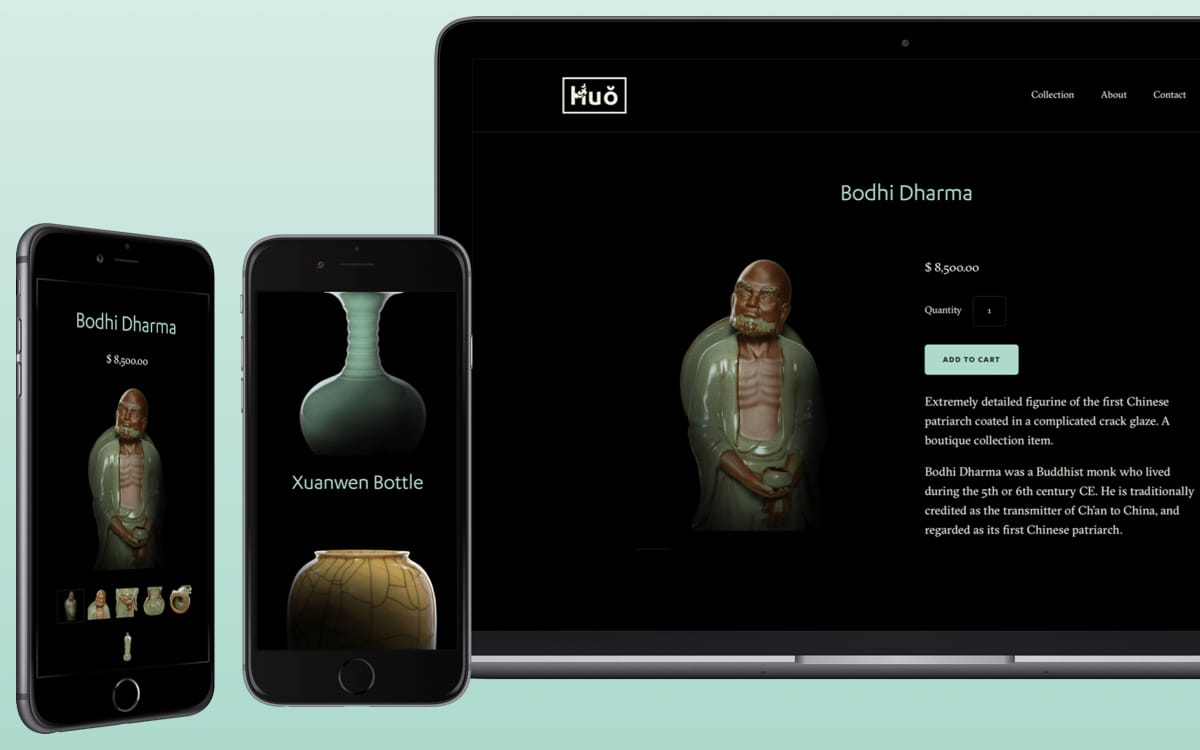 Huǒ
Collection
About
Contact
Bodhi Dharma
$ 8,500.00
Quantity
1
ADD TO CART
Extremely detailed figurine of the first Chinese
patriarch coated in a complicated crack glaze. A
boutique collection item.
Bodhi Dharma was a Buddhist monk who lived
during the 5th or 6th century CE. He is traditionally
credited as the transmitter of Ch'an to China, and
regarded as its first Chinese patriarch.
Bodhi Dharma
$ 8,500.00
Xuanwen Bottle